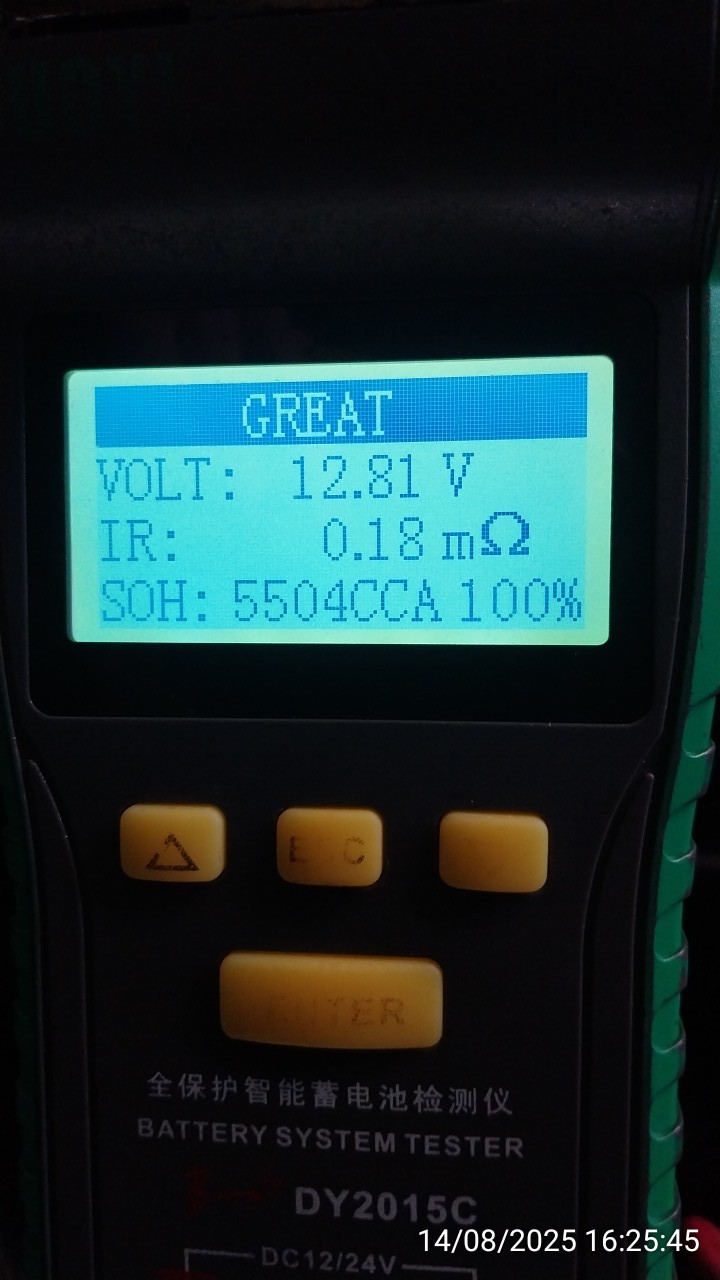 GREAT
VOLT: 12.81 V
IR: 0.18 mΩ
SOH: 5504CCA 100%
全保护智能蓄电池检测仪
BATTERY SYSTEM TESTER
DY2015C
DC12/24V
14/08/2025 16:25:45